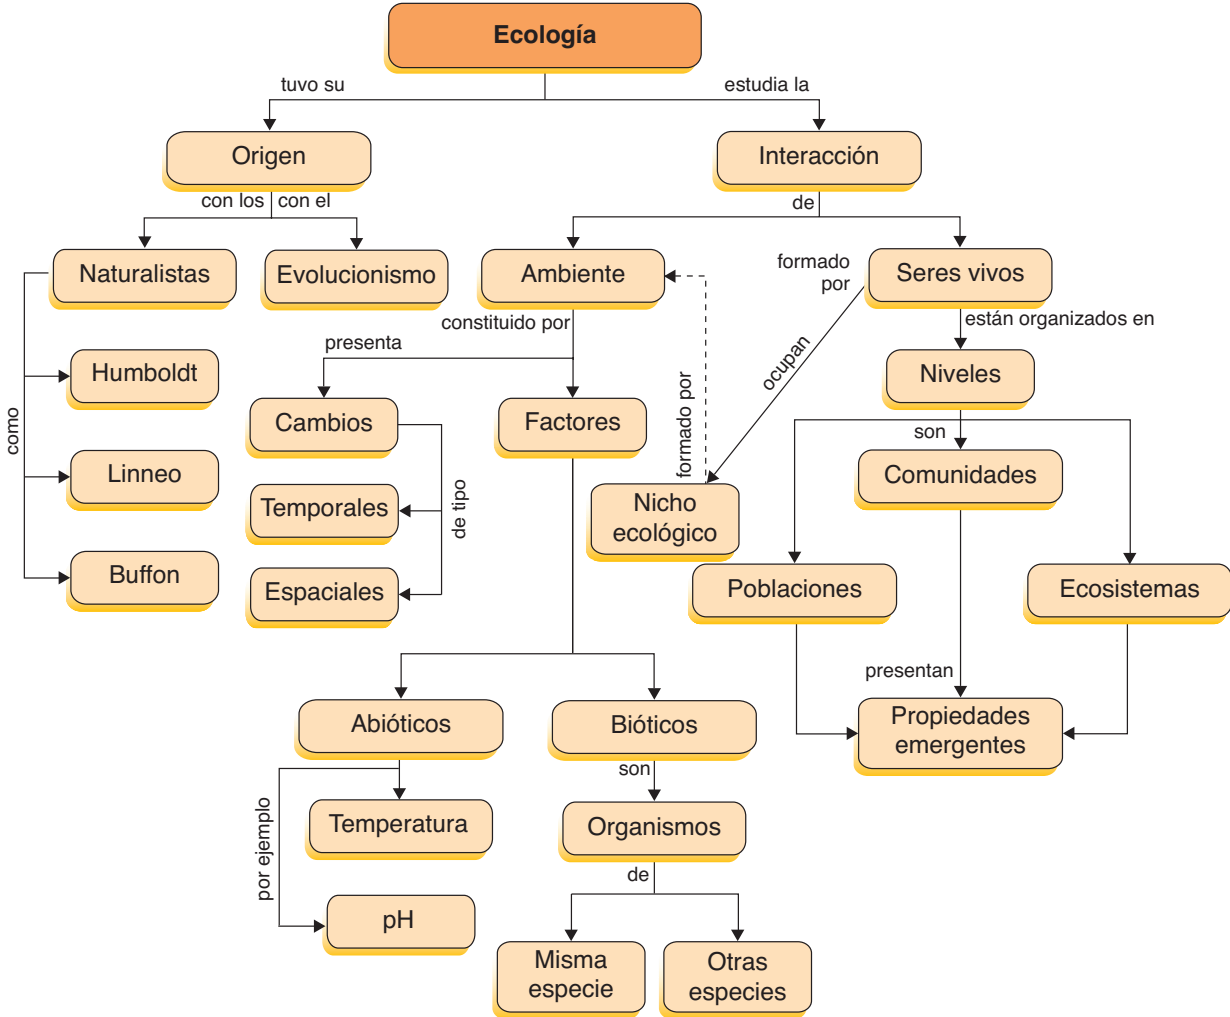 Ecología
tuvo su
estudia la
Origen
Interacción
con los
con el
de
Naturalistas
Evolucionismo
Ambiente
formado
por
Seres vivos
constituido por
están organizados en
presenta
ocupan
Humboldt
Niveles
como
Cambios
Factores
formado por
son
Linneo
Comunidades
Temporales
de tipo
Nicho
ecológico
Buffon
Espaciales
Poblaciones
Ecosistemas
presentan
Abióticos
Bióticos
Propiedades
emergentes
son
por ejemplo
Temperatura
Organismos
de
pH
Misma
especie
Otras
especies